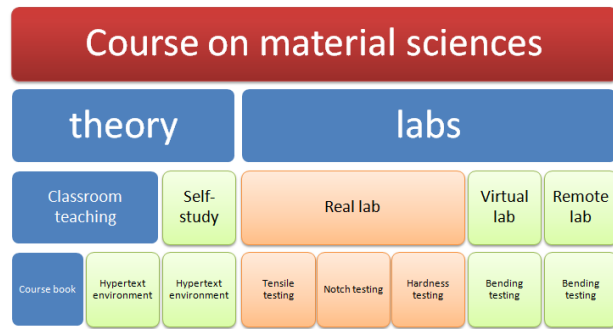 Course on material sciences
theory
labs
Classroom
teaching
Self-
study
Real lab
Virtual
lab
Remote
lab
Course book
Hypertext
environment
Hypertext
environment
Tensile
testing
Notch testing
Hardness
testing
Bending
testing
Bending
testing